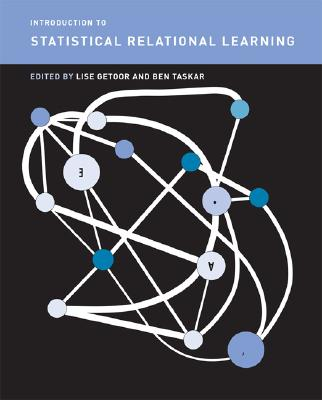 INTRODUCTION TO
STATISTICAL RELATIONAL LEARNING
EDITED BY LISE GETOOR AND BEN TASKAR
∃
•
∀
,